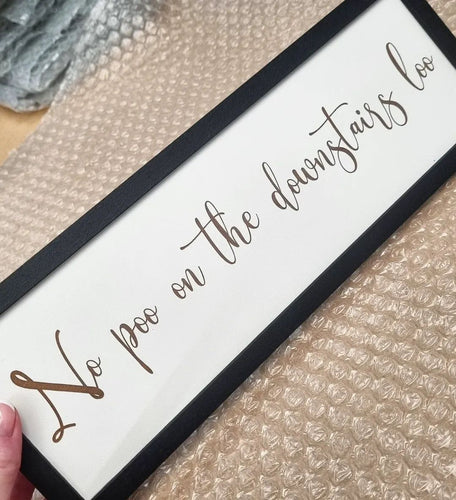 No poo on the downstairs loo